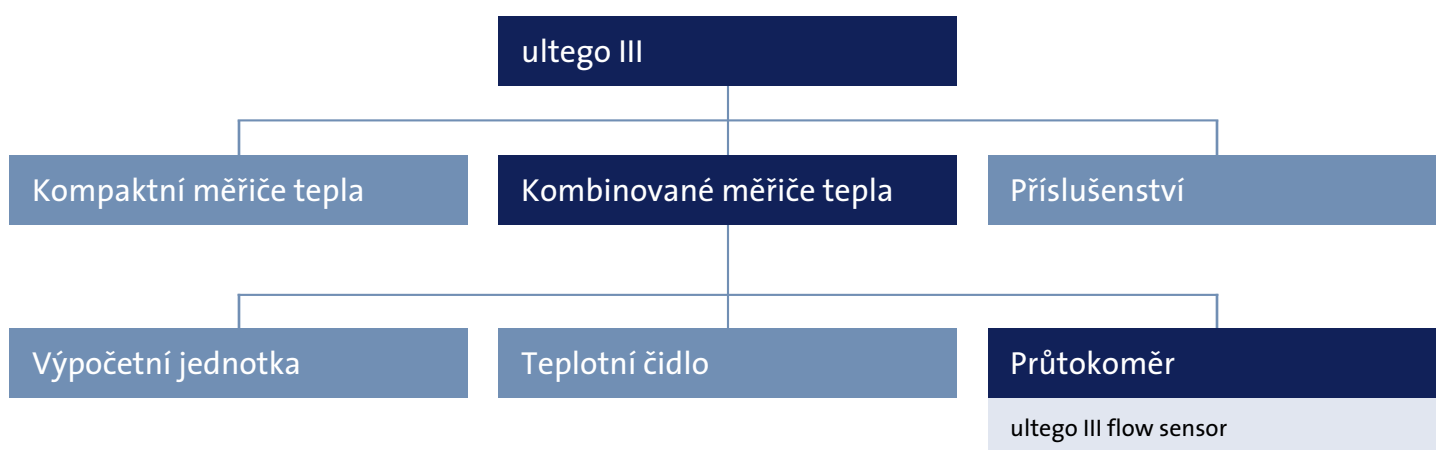 ultego III
Kompaktní měřiče tepla
Kombinované měřiče tepla
Příslušenství
Výpočetní jednotka
Teplotní čidlo
Průtokoměr
ultego III flow sensor